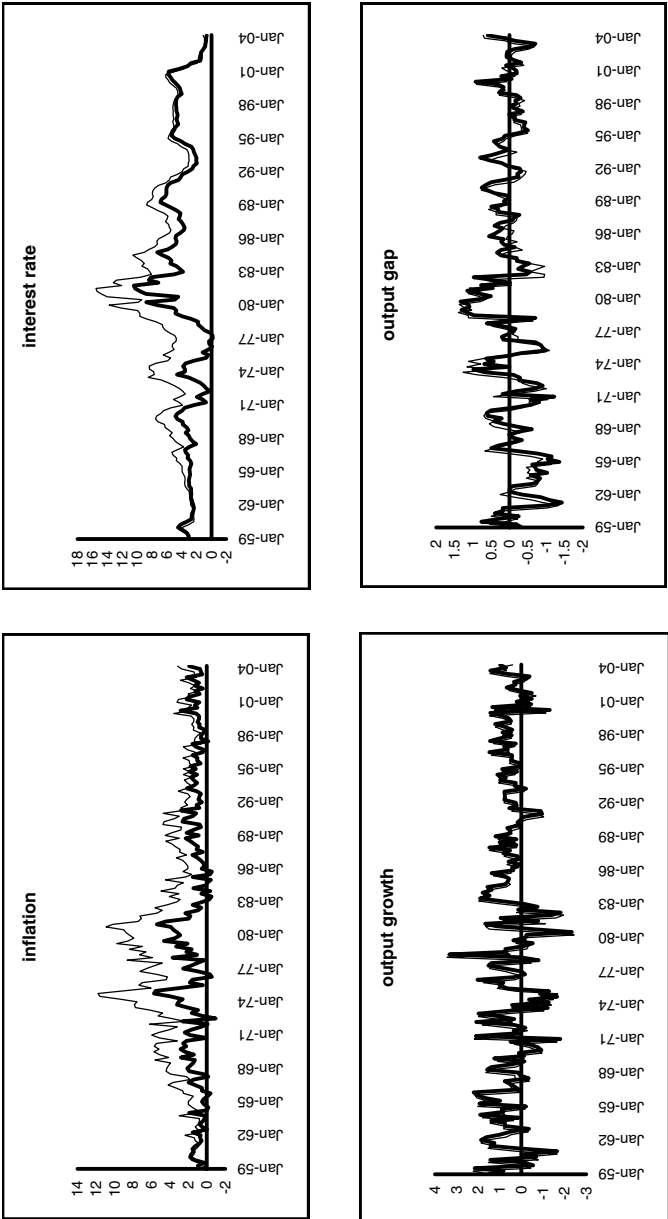 interest rate
18
16
14
12
10
8
6
4
2
0
-2
Jan-59
Jan-62
Jan-65
Jan-68
Jan-71
Jan-74
Jan-77
Jan-80
Jan-83
Jan-86
Jan-89
Jan-92
Jan-95
Jan-98
Jan-01
Jan-04
output gap
2
1.5
1
0.5
0
-0.5
-1
-1.5
-2
Jan-59
Jan-62
Jan-65
Jan-68
Jan-71
Jan-74
Jan-77
Jan-80
Jan-83
Jan-86
Jan-89
Jan-92
Jan-95
Jan-98
Jan-01
Jan-04
inflation
14
12
10
8
6
4
2
0
-2
Jan-59
Jan-62
Jan-65
Jan-68
Jan-71
Jan-74
Jan-77
Jan-80
Jan-83
Jan-86
Jan-89
Jan-92
Jan-95
Jan-98
Jan-01
Jan-04
output growth
4
3
2
1
0
-1
-2
-3
Jan-59
Jan-62
Jan-65
Jan-68
Jan-71
Jan-74
Jan-77
Jan-80
Jan-83
Jan-86
Jan-89
Jan-92
Jan-95
Jan-98
Jan-01
Jan-04